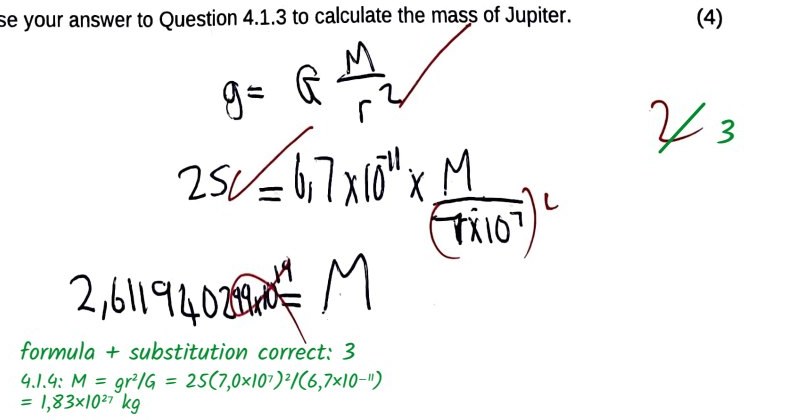 se your answer to Question 4.1.3 to calculate the mass of Jupiter. (4)
g= G M/r²
2/ 3
25 = 6,7×10⁻¹¹ × M/(7×10⁷)²
2,611940299×10¹⁹ = M
formula + substitution correct: 3
4.1.4: M = gr²/G = 25(7,0×10⁷)²/(6,7×10⁻¹¹)
= 1,83×10²⁷ kg